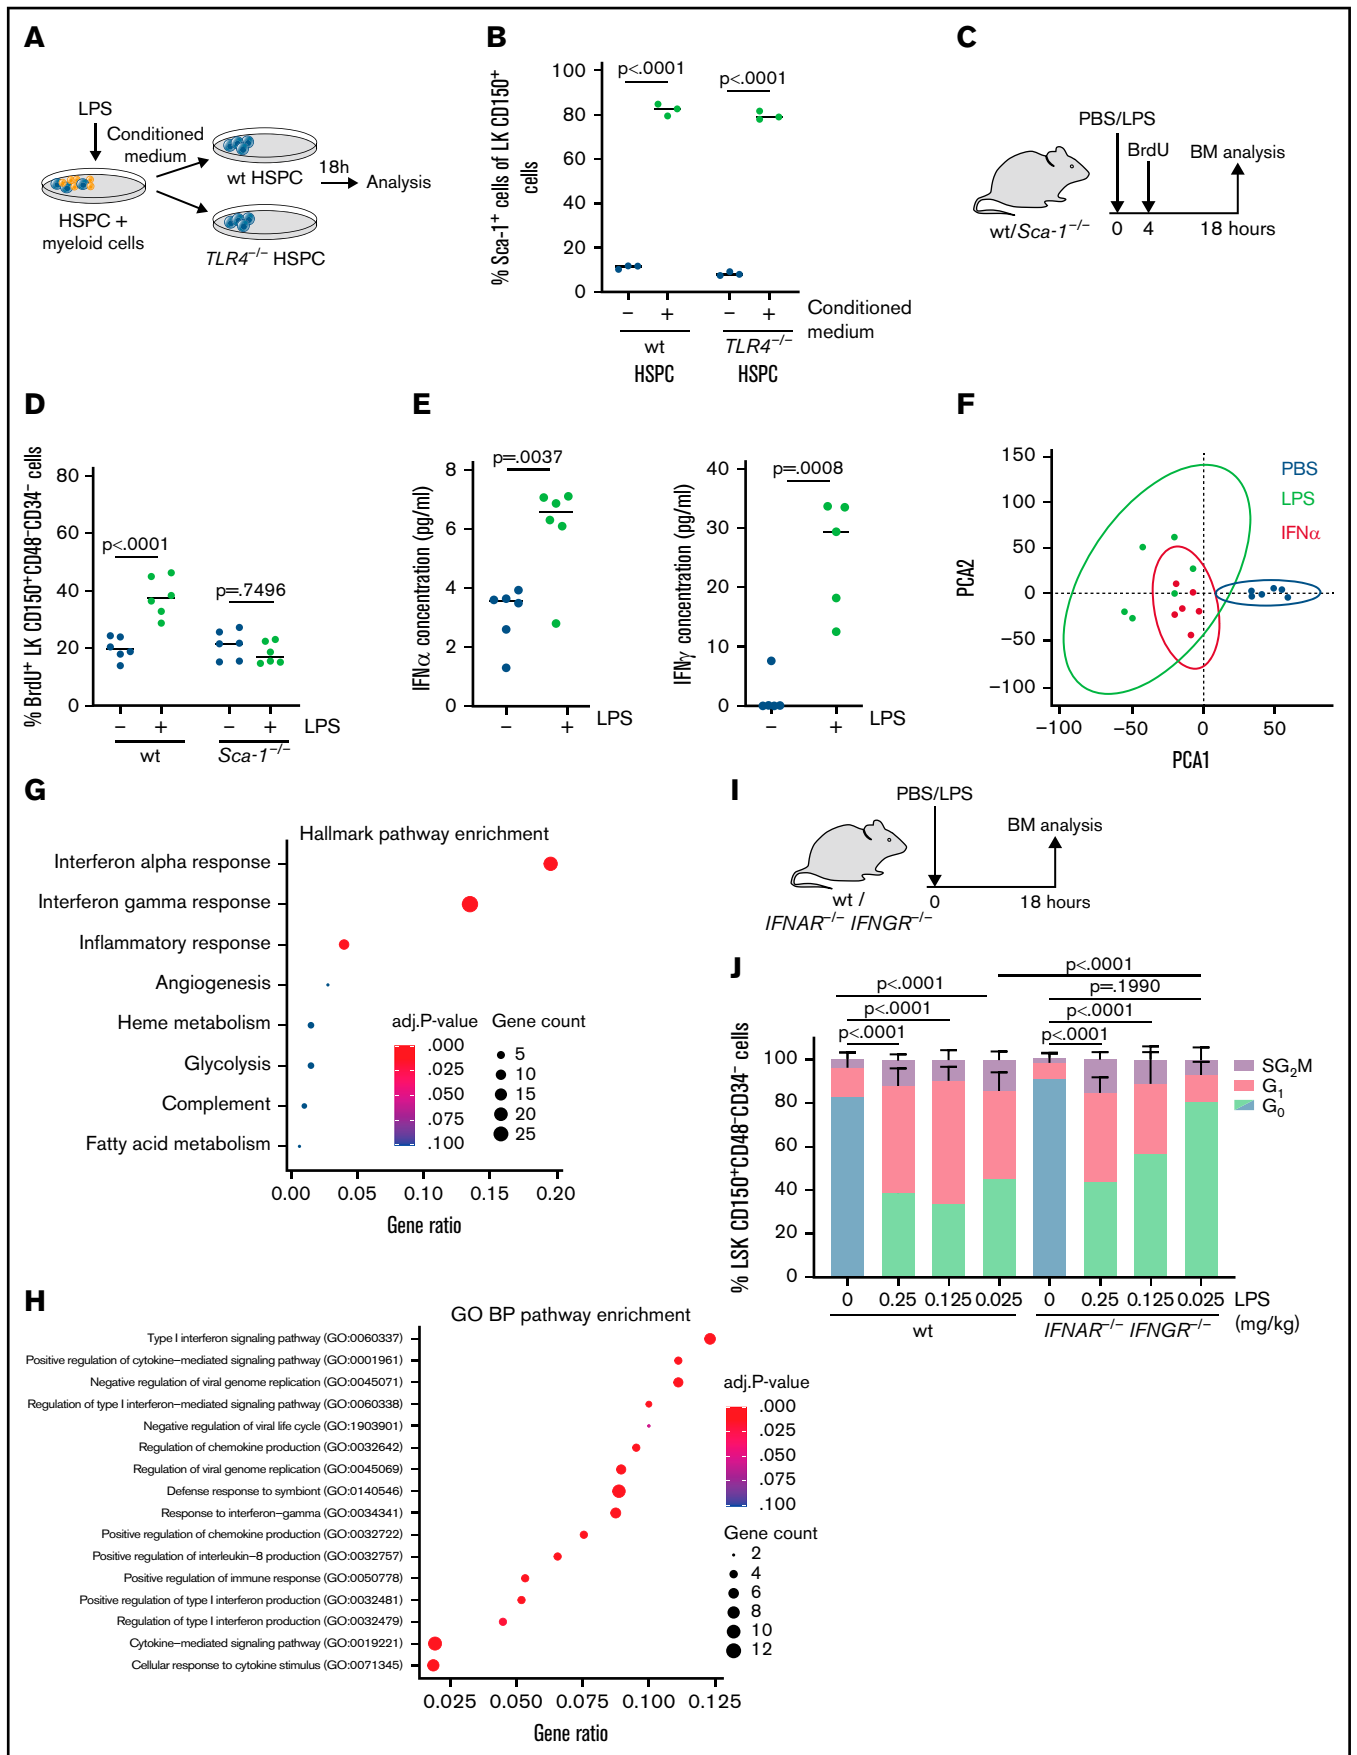 A
LPS
Conditioned
medium
wt HSPC
18h
Analysis
HSPC +
myeloid cells
TLR4−/− HSPC
B
% Sca-1+ cells of LK CD150+
cells
100
80
60
40
20
0
p<.0001
p<.0001
− + − +
Conditioned
medium
wt
TLR4−/−
HSPC
HSPC
C
PBS/LPS
BrdU
BM analysis
wt/Sca-1−/−
0 4 18 hours
D
% BrdU+ LK CD150+CD48−CD34− cells
80
60
40
20
0
p<.0001
p=.7496
− + − + LPS
wt
Sca-1−/−
E
IFNα concentration (pg/ml)
8
6
4
2
0
p=.0037
− + LPS
IFNγ concentration (pg/ml)
40
30
20
10
0
p=.0008
− + LPS
F
PCA2
150
100
50
0
−50
−100
PBS
LPS
IFNα
−100 −50 0 50
PCA1
G
Hallmark pathway enrichment
Interferon alpha response
Interferon gamma response
Inflammatory response
Angiogenesis
Heme metabolism
Glycolysis
Complement
Fatty acid metabolism
adj.P-value
.000
.025
.050
.075
.100
Gene count
5
10
15
20
25
0.00 0.05 0.10 0.15 0.20
Gene ratio
H
GO BP pathway enrichment
Type I interferon signaling pathway (GO:0060337)
Positive regulation of cytokine−mediated signaling pathway (GO:0001961)
Negative regulation of viral genome replication (GO:0045071)
Regulation of type I interferon−mediated signaling pathway (GO:0060338)
Negative regulation of viral life cycle (GO:1903901)
Regulation of chemokine production (GO:0032642)
Regulation of viral genome replication (GO:0045069)
Defense response to symbiont (GO:0140546)
Response to interferon−gamma (GO:0034341)
Positive regulation of chemokine production (GO:0032722)
Positive regulation of interleukin−8 production (GO:0032757)
Positive regulation of immune response (GO:0050778)
Positive regulation of type I interferon production (GO:0032481)
Regulation of type I interferon production (GO:0032479)
Cytokine−mediated signaling pathway (GO:0019221)
Cellular response to cytokine stimulus (GO:0071345)
adj.P-value
.000
.025
.050
.075
.100
Gene count
2
4
6
8
10
12
0.025 0.050 0.075 0.100 0.125
Gene ratio
I
PBS/LPS
BM analysis
wt /
IFNAR−/− IFNGR−/−
0 18 hours
J
% LSK CD150+CD48−CD34− cells
100
80
60
40
20
0
p<.0001
p<.0001
p=.1990
p<.0001
p<.0001
p<.0001
p<.0001
SG2M
G1
G0
0 0.25 0.125 0.025 0 0.25 0.125 0.025
LPS
(mg/kg)
wt
IFNAR−/− IFNGR−/−